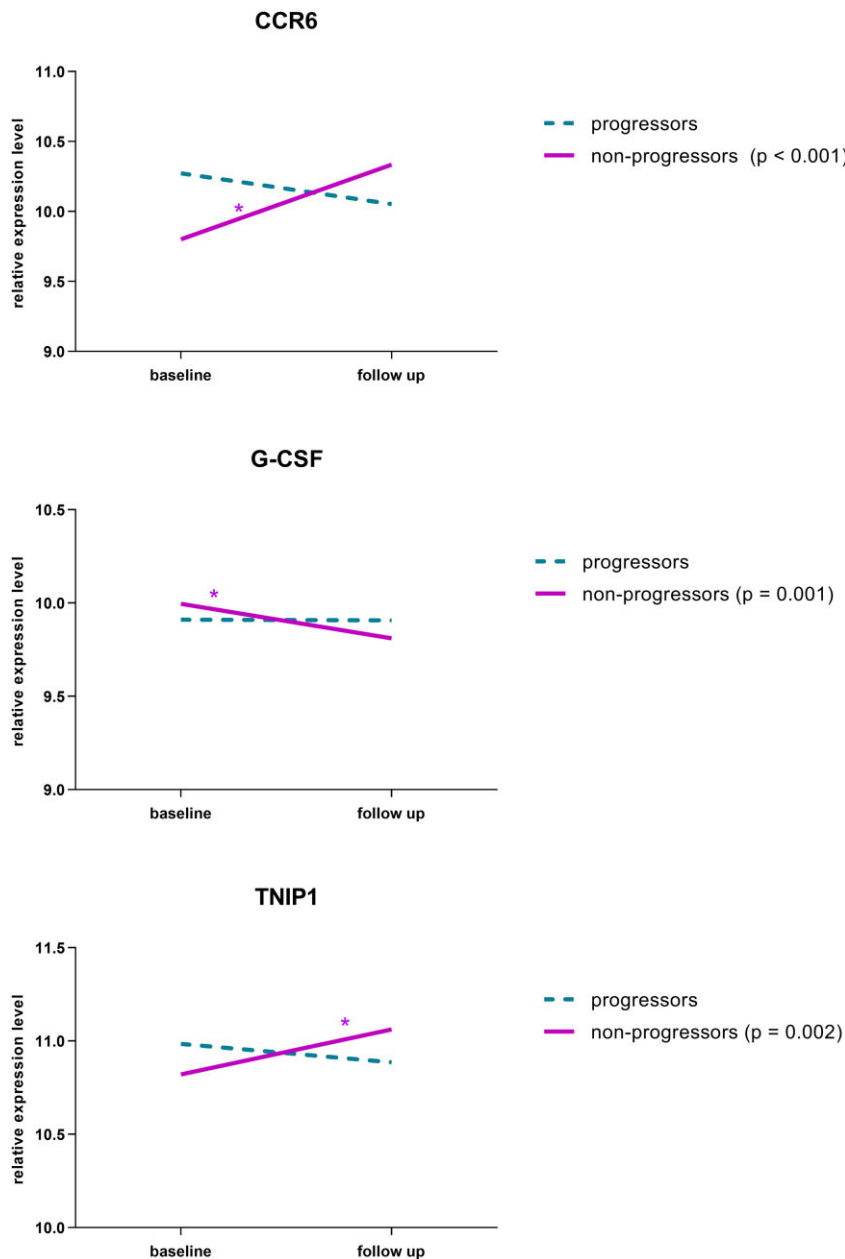 CCR6
relative expression level
11.0
10.5
10.0
9.5
9.0
*
baseline follow up
progressors
non-progressors (p < 0.001)
G-CSF
relative expression level
10.5
10.0
9.5
9.0
*
baseline follow up
progressors
non-progressors (p = 0.001)
TNIP1
relative expression level
11.5
11.0
10.5
10.0
*
baseline follow up
progressors
non-progressors (p = 0.002)